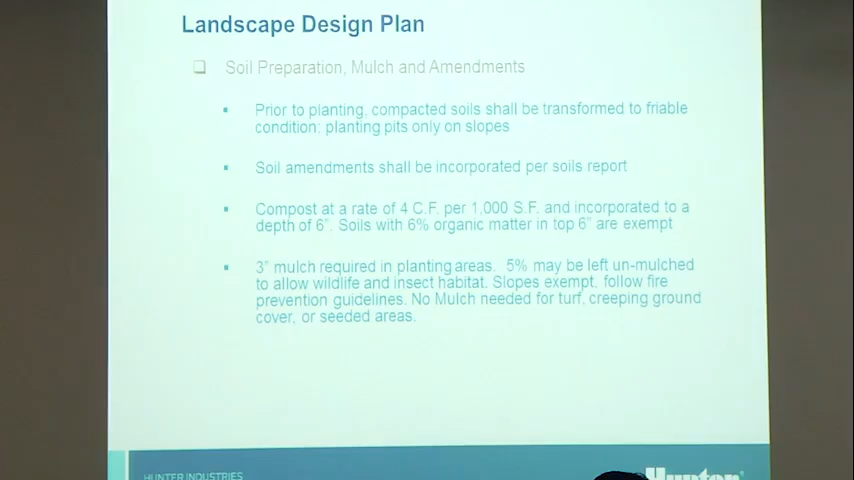 Landscape Design Plan
Soil Preparation, Mulch and Amendments
Prior to planting, compacted soils shall be transformed to friable
condition; planting pits only on slopes
Soil amendments shall be incorporated per soils report
Compost at a rate of 4 C.F. per 1,000 S.F. and incorporated to a
depth of 6". Soils with 6% organic matter in top 6" are exempt
3" mulch required in planting areas. 5% may be left un-mulched
to allow wildlife and insect habitat. Slopes exempt, follow fire
prevention guidelines. No Mulch needed for turf, creeping ground
cover, or seeded areas.
HUNTER INDUSTRIES
Hunter®